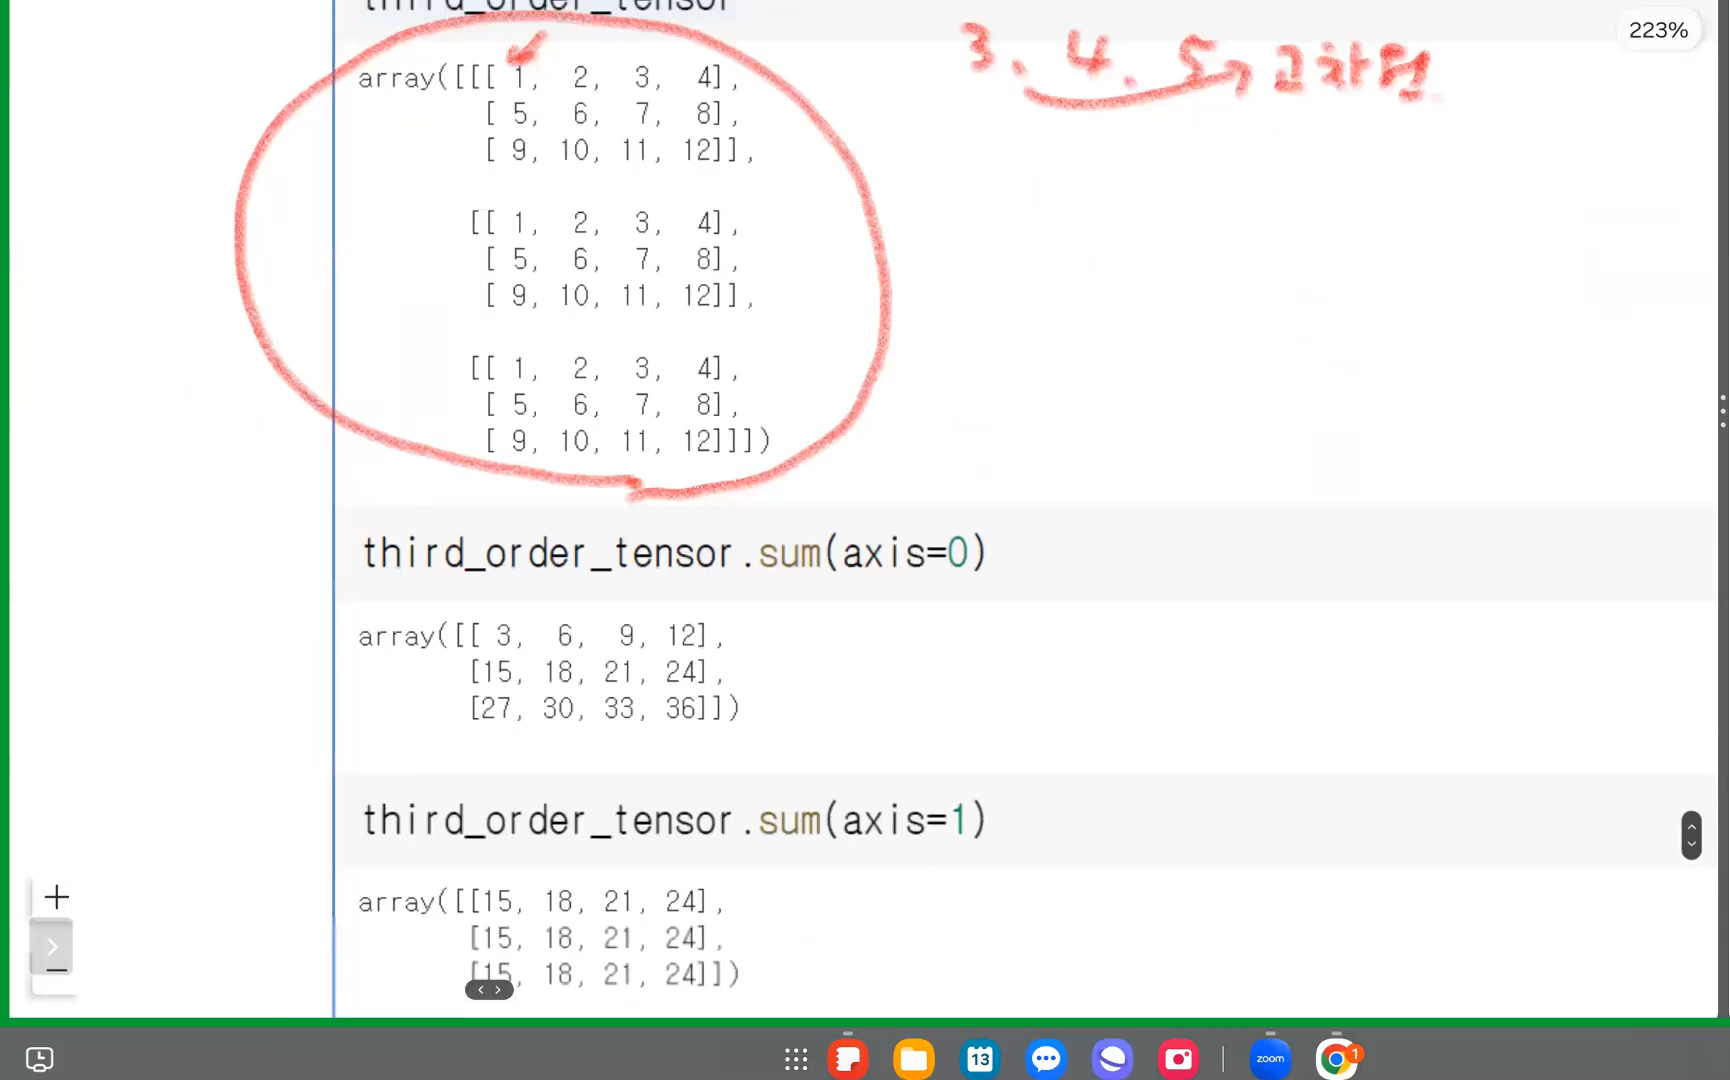 third_order_tensor
223%
3, 4, 5, 고차원
array([[[ 1, 2, 3, 4],
[ 5, 6, 7, 8],
[ 9, 10, 11, 12]],
[[ 1, 2, 3, 4],
[ 5, 6, 7, 8],
[ 9, 10, 11, 12]],
[[ 1, 2, 3, 4],
[ 5, 6, 7, 8],
[ 9, 10, 11, 12]]])
third_order_tensor.sum(axis=0)
array([[ 3, 6, 9, 12],
[15, 18, 21, 24],
[27, 30, 33, 36]])
third_order_tensor.sum(axis=1)
array([[15, 18, 21, 24],
[15, 18, 21, 24],
[15, 18, 21, 24]])
13
zoom
1